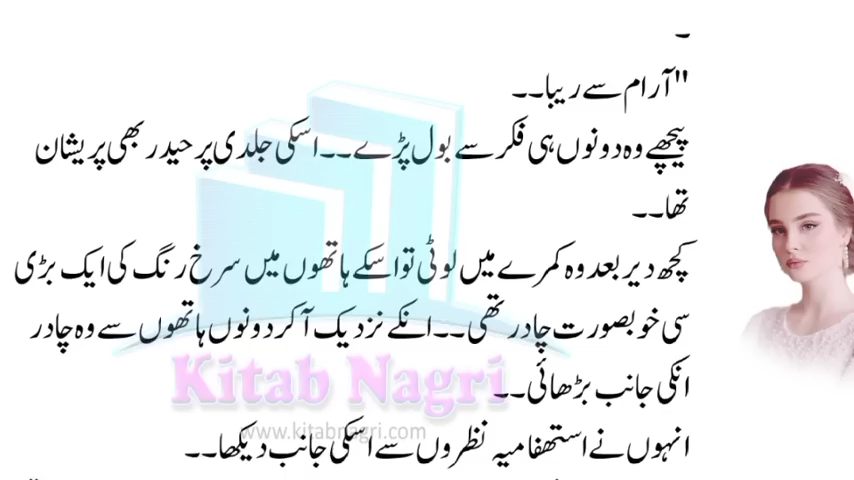 ۔
"آرام سے ریبا۔۔
پیچھے وہ دونوں ہی فکر سے بول پڑے۔۔ اسکی جلدی پر حیدر بھی پریشان
تھا۔۔
کچھ دیر بعد وہ کمرے میں لوٹی تو اسکے ہاتھوں میں سرخ رنگ کی ایک بڑی
سی خوبصورت چادر تھی۔۔ انکے نزدیک آ کر دونوں ہاتھوں سے وہ چادر
انکی جانب بڑھائی۔۔
Kitab Nagri
www.kitabnagri.com
انہوں نے استفہامیہ نظروں سے اسکی جانب دیکھا۔۔